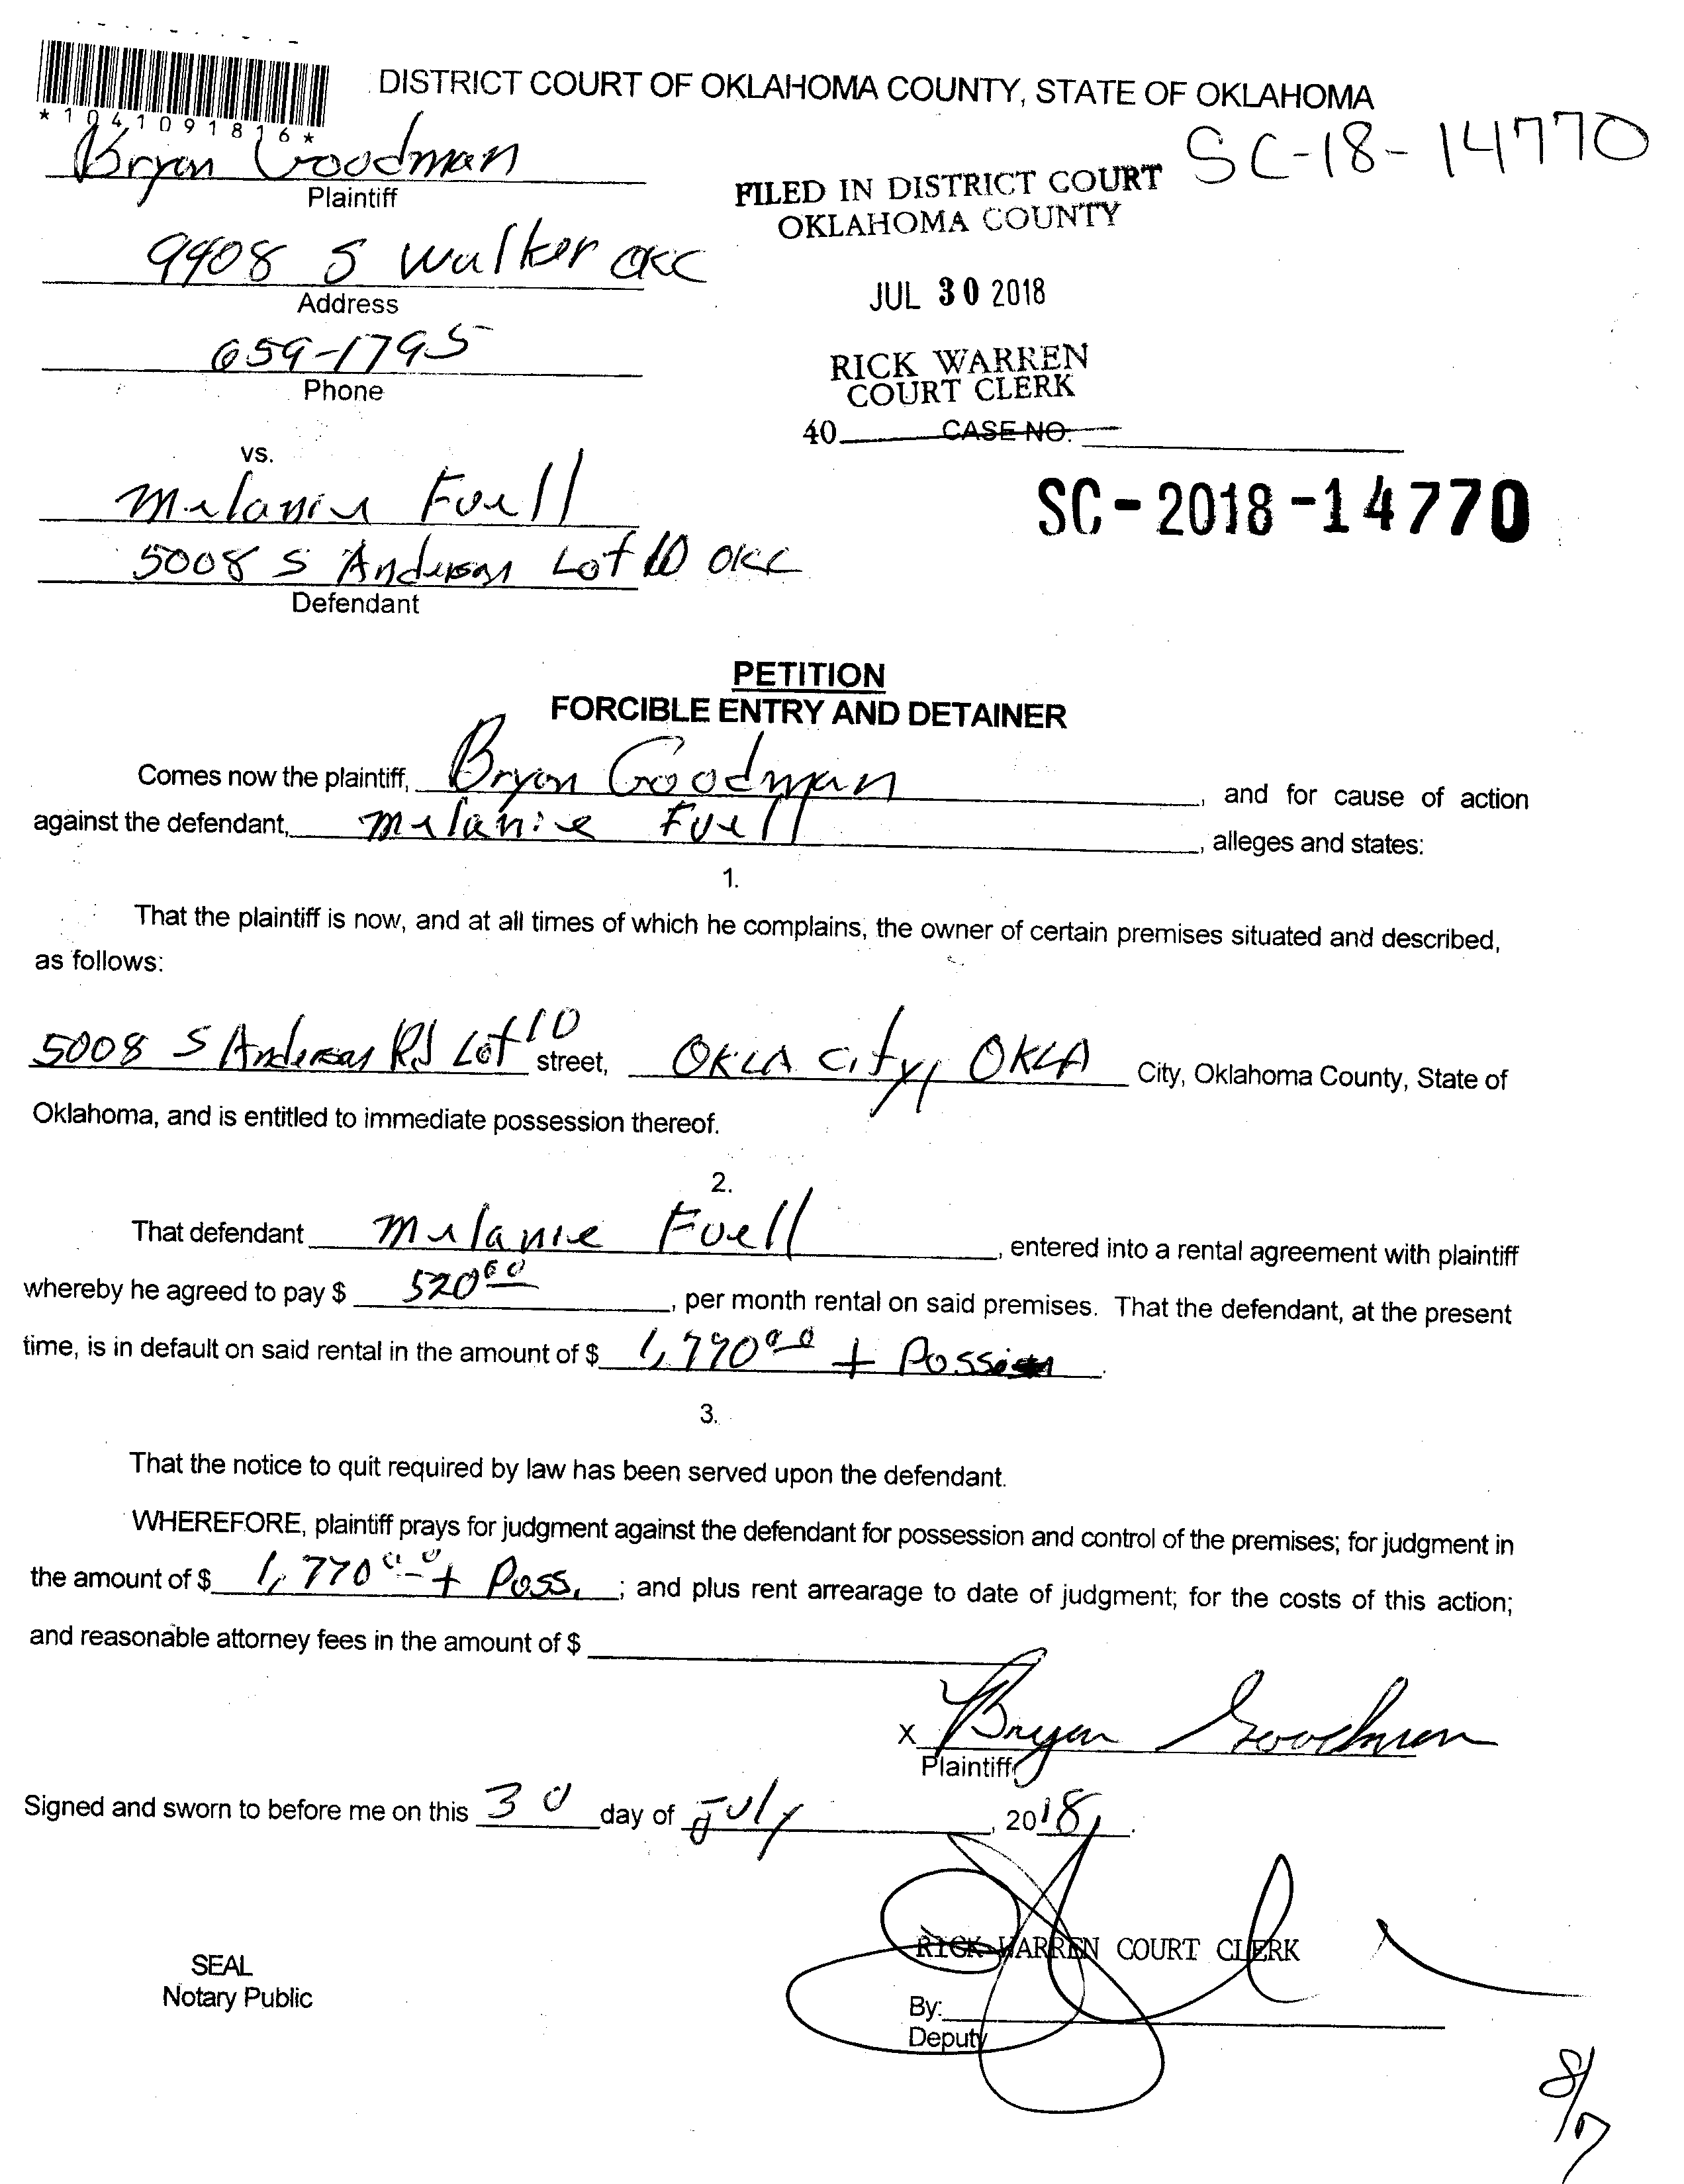 DISTRICT COURT OF OKLAHOMA COUNTY, STATE OF OKLAHOMA
*1041091816*
SC-18-14770
Bryan Goodman
Plaintiff
FILED IN DISTRICT COURT
OKLAHOMA COUNTY
9908 S Walker OKC
Address
JUL 30 2018
659-1795
Phone
RICK WARREN
COURT CLERK
40 CASE NO.
vs.
Melanie Fuell
SC-2018-14770
5008 S Anderson Lot 10 OKC
Defendant
PETITION
FORCIBLE ENTRY AND DETAINER
Comes now the plaintiff, Bryan Goodman, and for cause of action
against the defendant, Melanie Fuell, alleges and states:
1.
That the plaintiff is now, and at all times of which he complains, the owner of certain premises situated and described,
as follows:
5008 S Anderson Rd Lot 10 street, OKLA City, OKLA City, Oklahoma County, State of
Oklahoma, and is entitled to immediate possession thereof.
2.
That defendant Melanie Fuell, entered into a rental agreement with plaintiff
whereby he agreed to pay $ 520 00, per month rental on said premises. That the defendant, at the present
time, is in default on said rental in the amount of $ 1,770 00 + .
3.
That the notice to quit required by law has been served upon the defendant.
WHEREFORE, plaintiff prays for judgment against the defendant for possession and control of the premises; for judgment in
the amount of $ 1,770 00 + Poss. ; and plus rent arrearage to date of judgment; for the costs of this action;
and reasonable attorney fees in the amount of $
X Bryan Goodman
Plaintiff
Signed and sworn to before me on this 30 day of July, 2018.
RICK WARREN COURT CLERK
SEAL
Notary Public
By:
Deputy
8/7